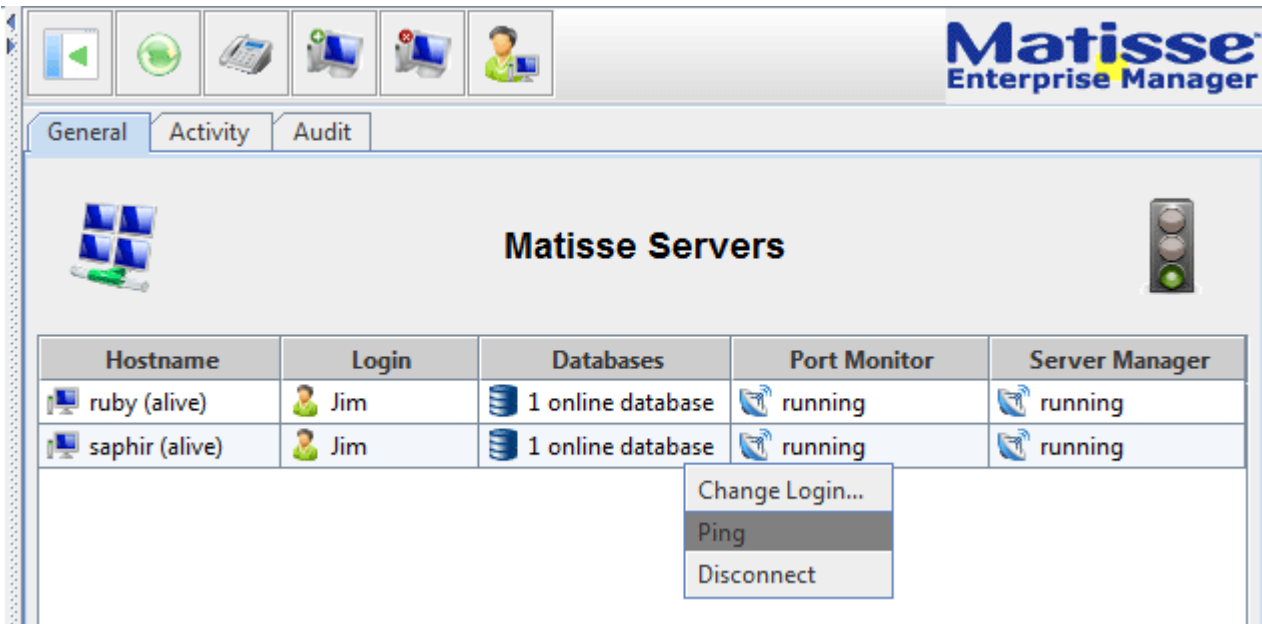 Matisse
Enterprise Manager
General Activity Audit
Matisse Servers
Hostname Login Databases Port Monitor Server Manager
ruby (alive) Jim 1 online database running running
saphir (alive) Jim 1 online database running running
Change Login...
Ping
Disconnect